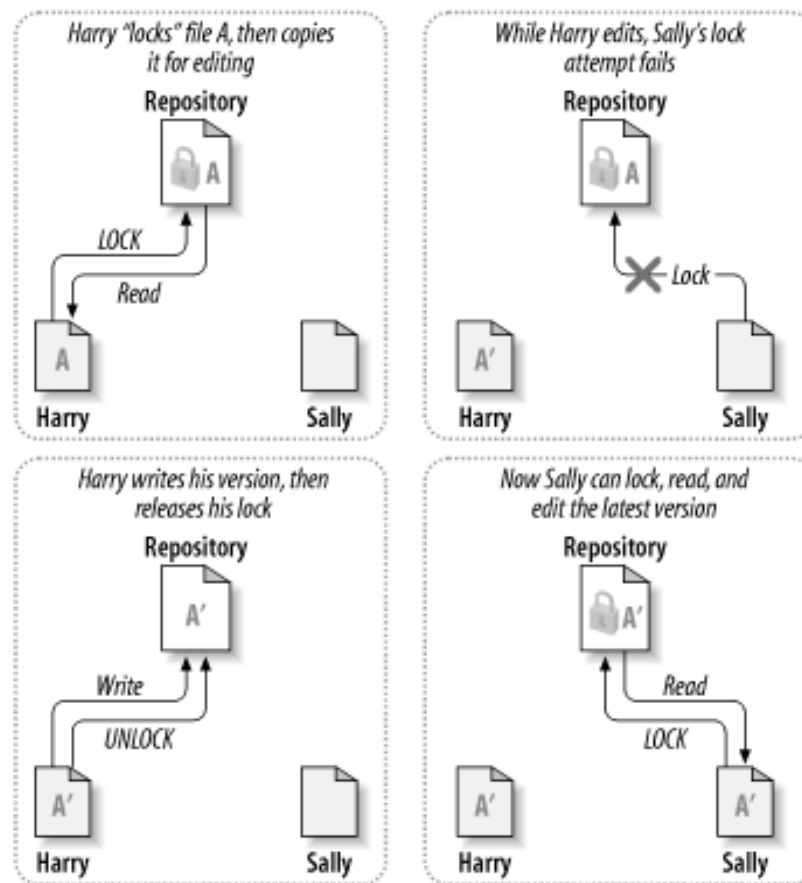 Harry “locks” file A, then copies
it for editing
Repository
A
LOCK
Read
A
Harry
Sally
While Harry edits, Sally’s lock
attempt fails
Repository
A
Lock
A′
Harry
Sally
Harry writes his version, then
releases his lock
Repository
A′
Write
UNLOCK
A′
Harry
Sally
Now Sally can lock, read, and
edit the latest version
Repository
A′
Read
LOCK
A′
Harry
A′
Sally